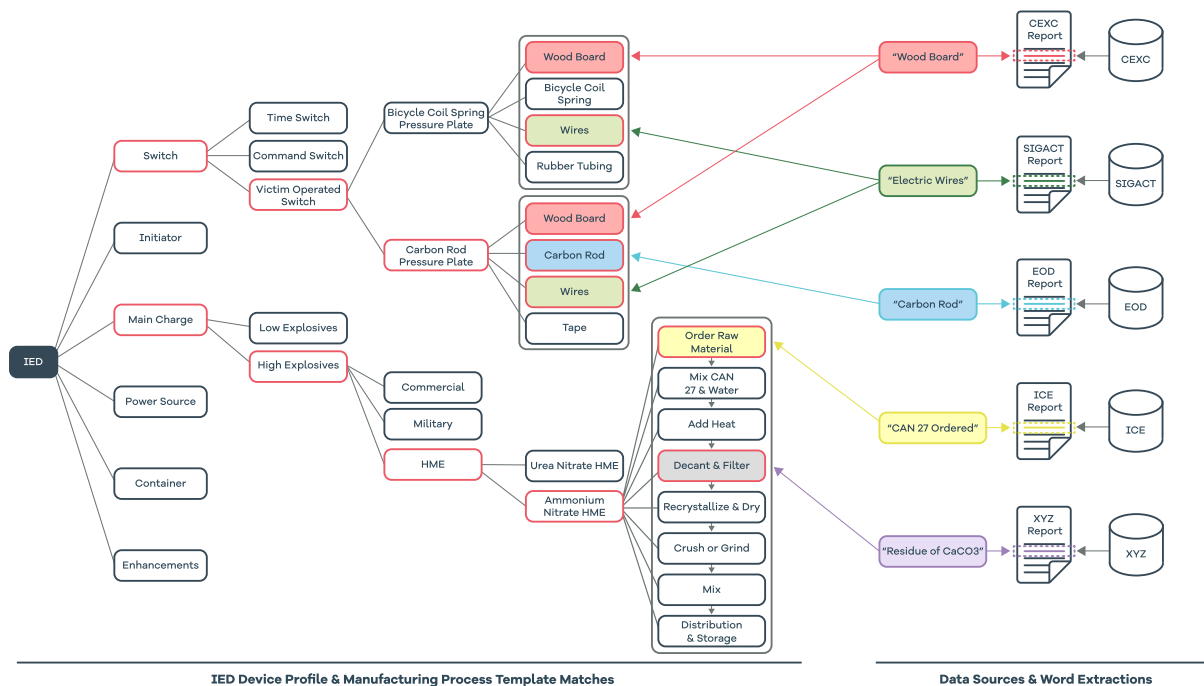 IED
Switch
Initiator
Main Charge
Power Source
Container
Enhancements
Time Switch
Command Switch
Victim Operated
Switch
Low Explosives
High Explosives
Bicycle Coil Spring
Pressure Plate
Carbon Rod
Pressure Plate
Commercial
Military
HME
Wood Board
Bicycle Coil
Spring
Wires
Rubber Tubing
Wood Board
Carbon Rod
Wires
Tape
Urea Nitrate HME
Ammonium
Nitrate HME
Order Raw
Material
Mix CAN
27 & Water
Add Heat
Decant & Filter
Recrystallize & Dry
Crush or Grind
Mix
Distribution
& Storage
“Wood Board”
“Electric Wires”
“Carbon Rod”
“CAN 27 Ordered”
“Residue of CaCO3”
CEXC
Report
CEXC
SIGACT
Report
SIGACT
EOD
Report
EOD
ICE
Report
ICE
XYZ
Report
XYZ
IED Device Profile & Manufacturing Process Template Matches
Data Sources & Word Extractions